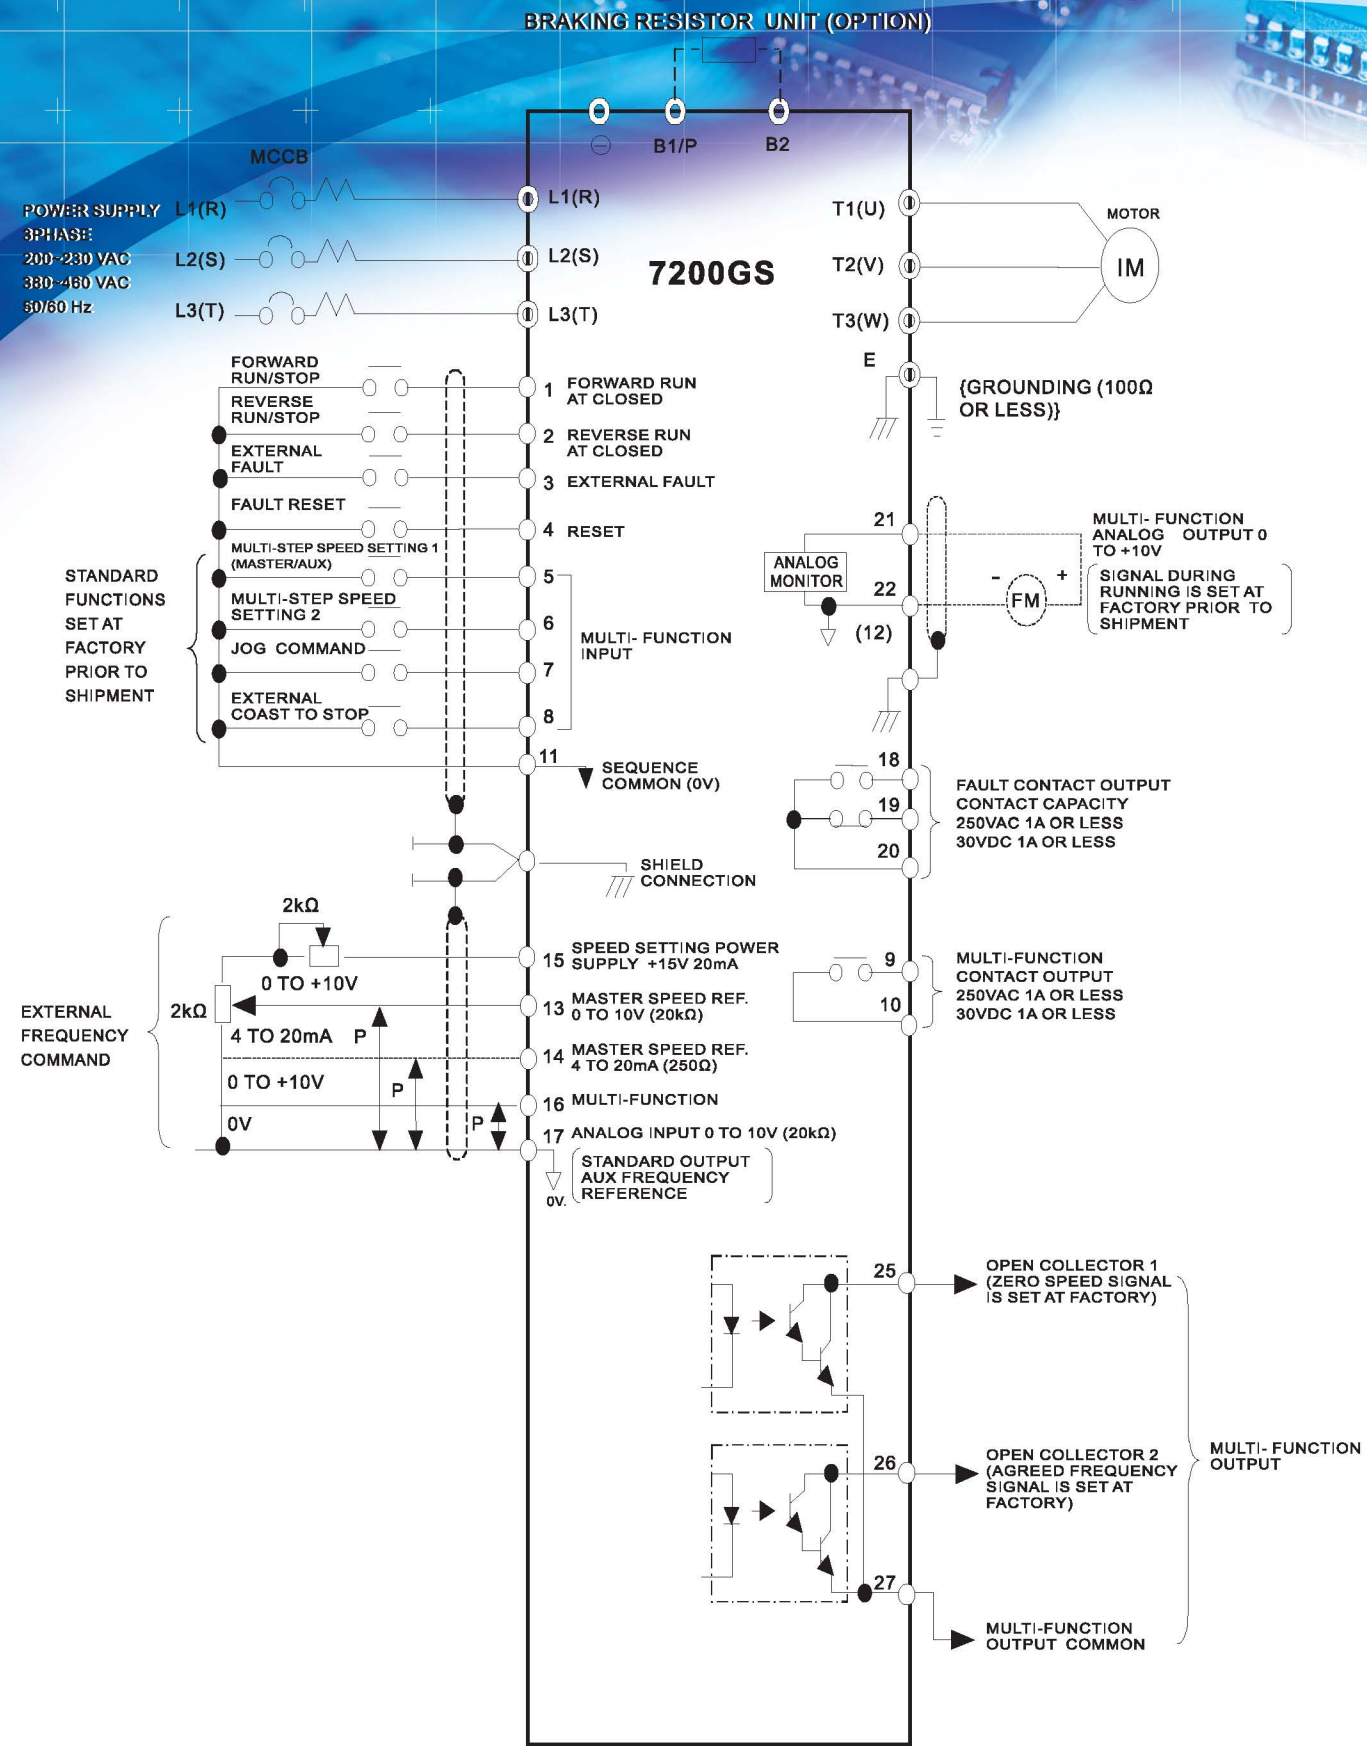 BRAKING RESISTOR UNIT (OPTION)
⊖
B1/P
B2
MCCB
POWER SUPPLY
3PHASE
200~230 VAC
380~460 VAC
50/60 Hz
L1(R)
L2(S)
L3(T)
L1(R)
L2(S)
L3(T)
7200GS
T1(U)
T2(V)
T3(W)
MOTOR
IM
E
{GROUNDING (100Ω
OR LESS)}
FORWARD
RUN/STOP
REVERSE
RUN/STOP
EXTERNAL
FAULT
FAULT RESET
MULTI-STEP SPEED SETTING 1
(MASTER/AUX)
MULTI-STEP SPEED
SETTING 2
JOG COMMAND
EXTERNAL
COAST TO STOP
STANDARD
FUNCTIONS
SET AT
FACTORY
PRIOR TO
SHIPMENT
1 FORWARD RUN
AT CLOSED
2 REVERSE RUN
AT CLOSED
3 EXTERNAL FAULT
4 RESET
5
6
7
8
MULTI- FUNCTION
INPUT
11
SEQUENCE
COMMON (0V)
SHIELD
CONNECTION
21
ANALOG
MONITOR
22
(12)
- +
FM
MULTI- FUNCTION
ANALOG OUTPUT 0
TO +10V
SIGNAL DURING
RUNNING IS SET AT
FACTORY PRIOR TO
SHIPMENT
18
19
20
FAULT CONTACT OUTPUT
CONTACT CAPACITY
250VAC 1A OR LESS
30VDC 1A OR LESS
9
10
MULTI-FUNCTION
CONTACT OUTPUT
250VAC 1A OR LESS
30VDC 1A OR LESS
EXTERNAL
FREQUENCY
COMMAND
2kΩ
0 TO +10V
2kΩ
4 TO 20mA
P
0 TO +10V
P
0V
P
15 SPEED SETTING POWER
SUPPLY +15V 20mA
13 MASTER SPEED REF.
0 TO 10V (20kΩ)
14 MASTER SPEED REF.
4 TO 20mA (250Ω)
16 MULTI-FUNCTION
17 ANALOG INPUT 0 TO 10V (20kΩ)
STANDARD OUTPUT
AUX FREQUENCY
REFERENCE
0V.
25
OPEN COLLECTOR 1
(ZERO SPEED SIGNAL
IS SET AT FACTORY)
26
OPEN COLLECTOR 2
(AGREED FREQUENCY
SIGNAL IS SET AT
FACTORY)
27
MULTI-FUNCTION
OUTPUT COMMON
MULTI- FUNCTION
OUTPUT